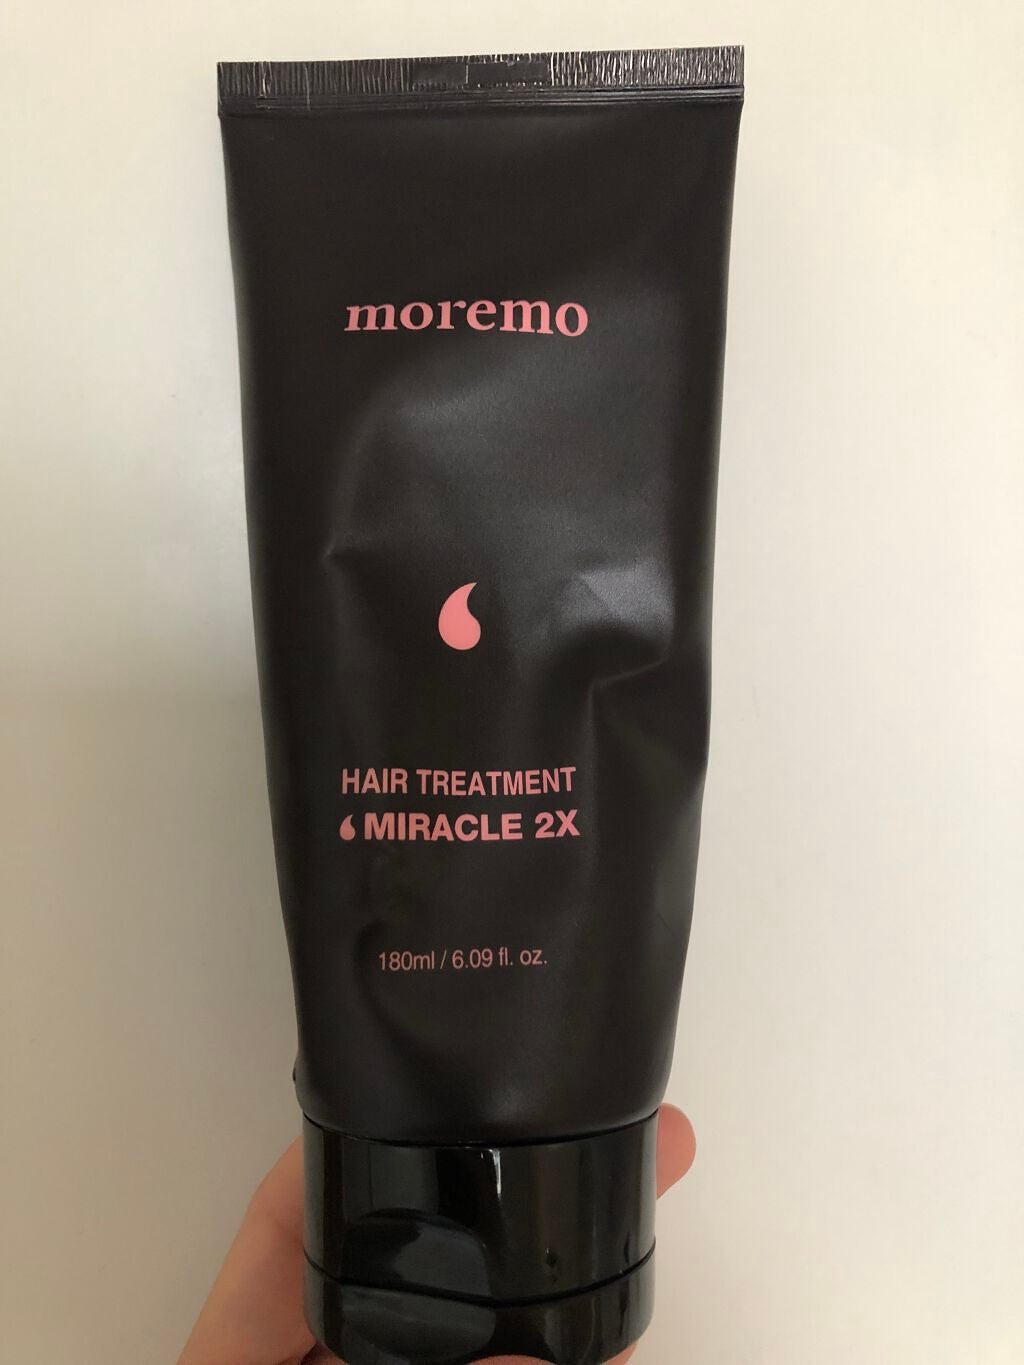 moremo
HAIR TREATMENT
MIRACLE 2X
180ml / 6.09 fl. oz.